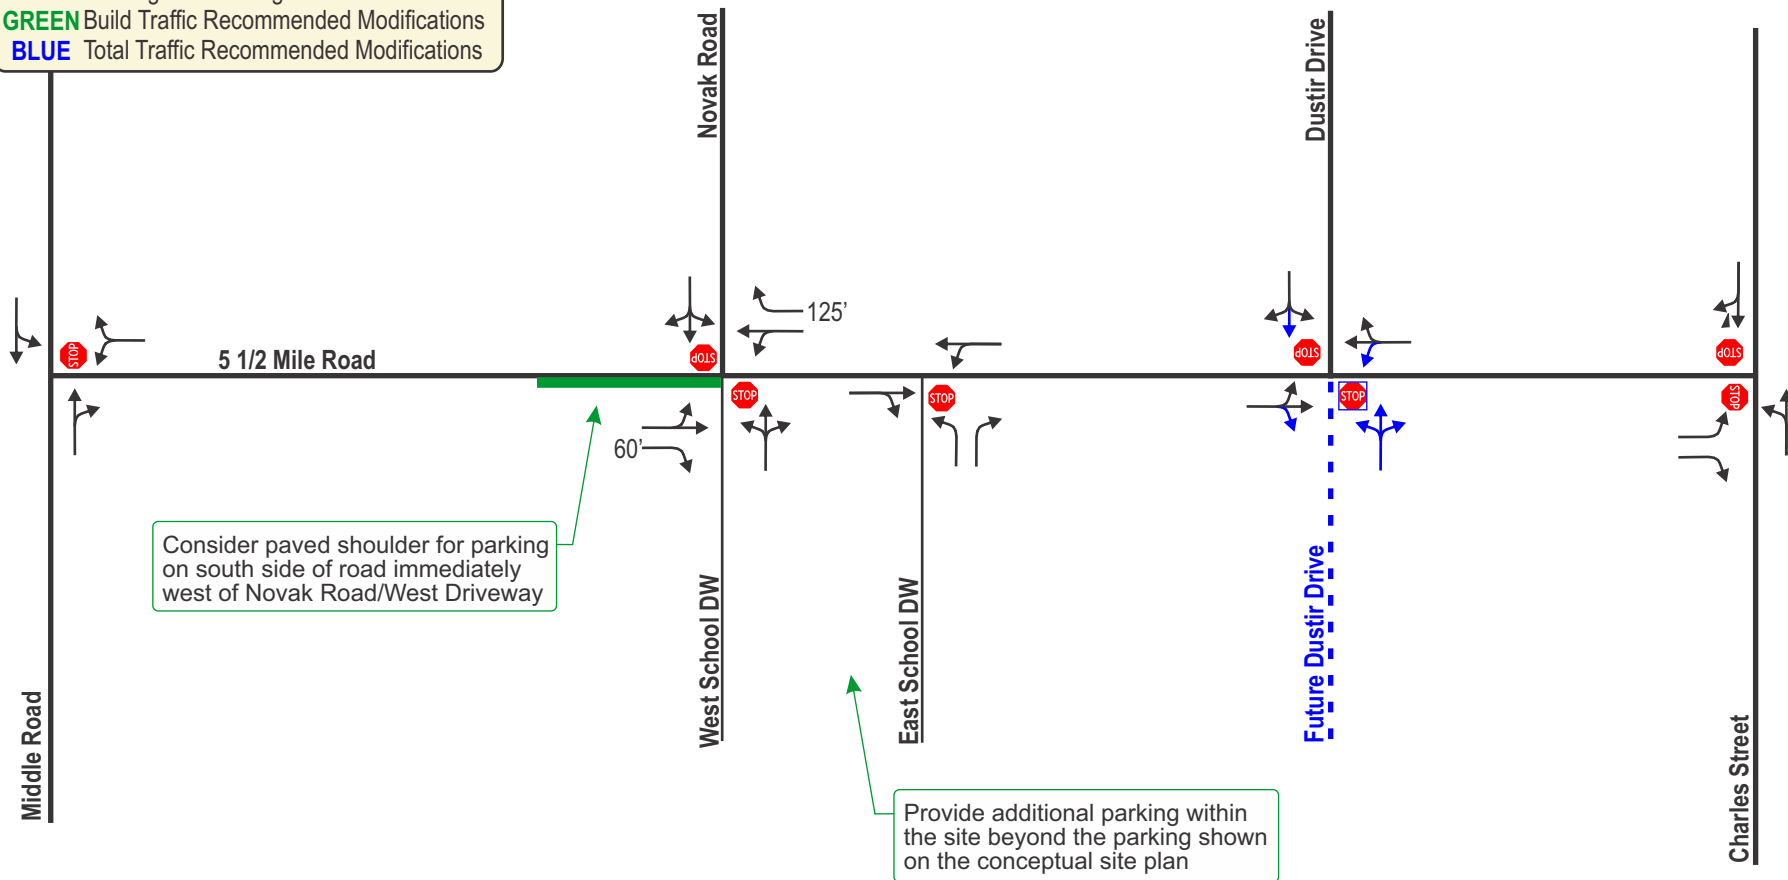 GREEN Build Traffic Recommended Modifications
BLUE Total Traffic Recommended Modifications
Novak Road
Dustir Drive
125’
STOP
STOP
STOP
STOP
5 1/2 Mile Road
STOP
STOP
STOP
STOP
60’
Consider paved shoulder for parking
on south side of road immediately
west of Novak Road/West Driveway
West School DW
East School DW
Future Dustir Drive
Middle Road
Charles Street
Provide additional parking within
the site beyond the parking shown
on the conceptual site plan